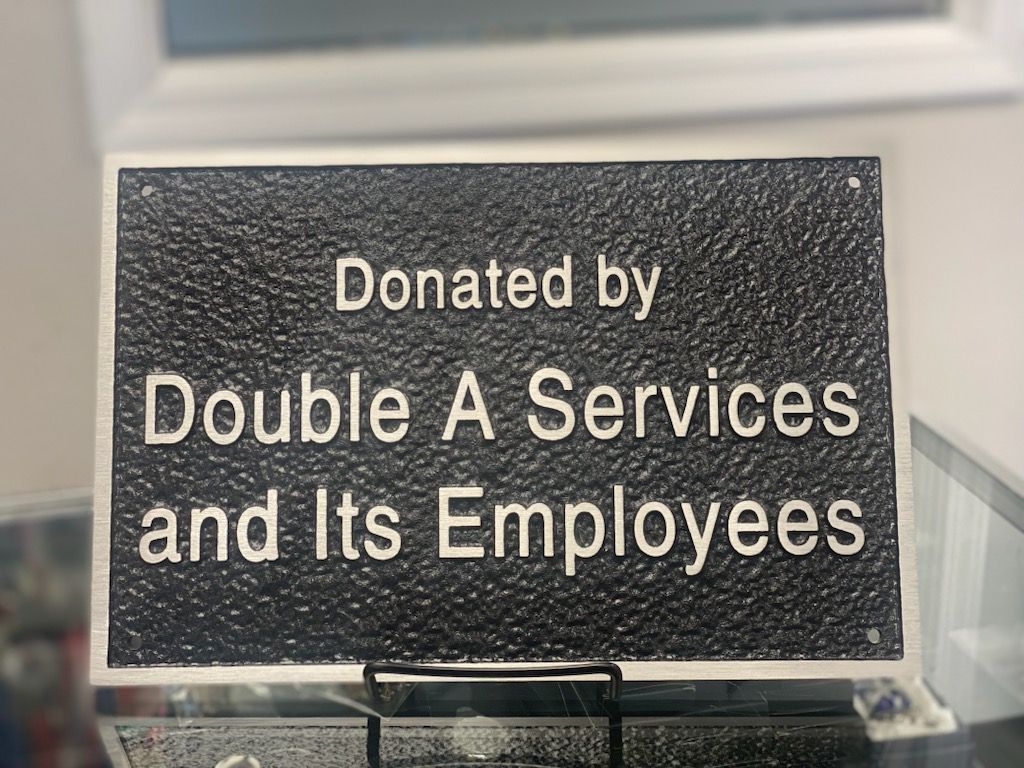 Donated by
Double A Services
and Its Employees